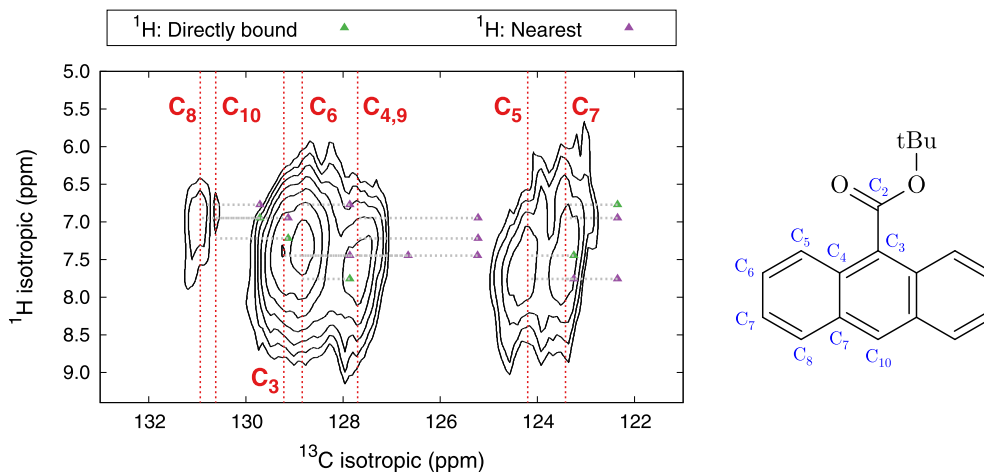 ¹H: Directly bound ¹H: Nearest
5.0
5.5
6.0
6.5
7.0
7.5
8.0
8.5
9.0
¹H isotropic (ppm)
C₈ C₁₀ C₆ C₄,₉ C₅ C₇
C₃
132 130 128 126 124 122
¹³C isotropic (ppm)
tBu
O O
C₂
C₅ C₄ C₃
C₆
C₇
C₈ C₇ C₁₀